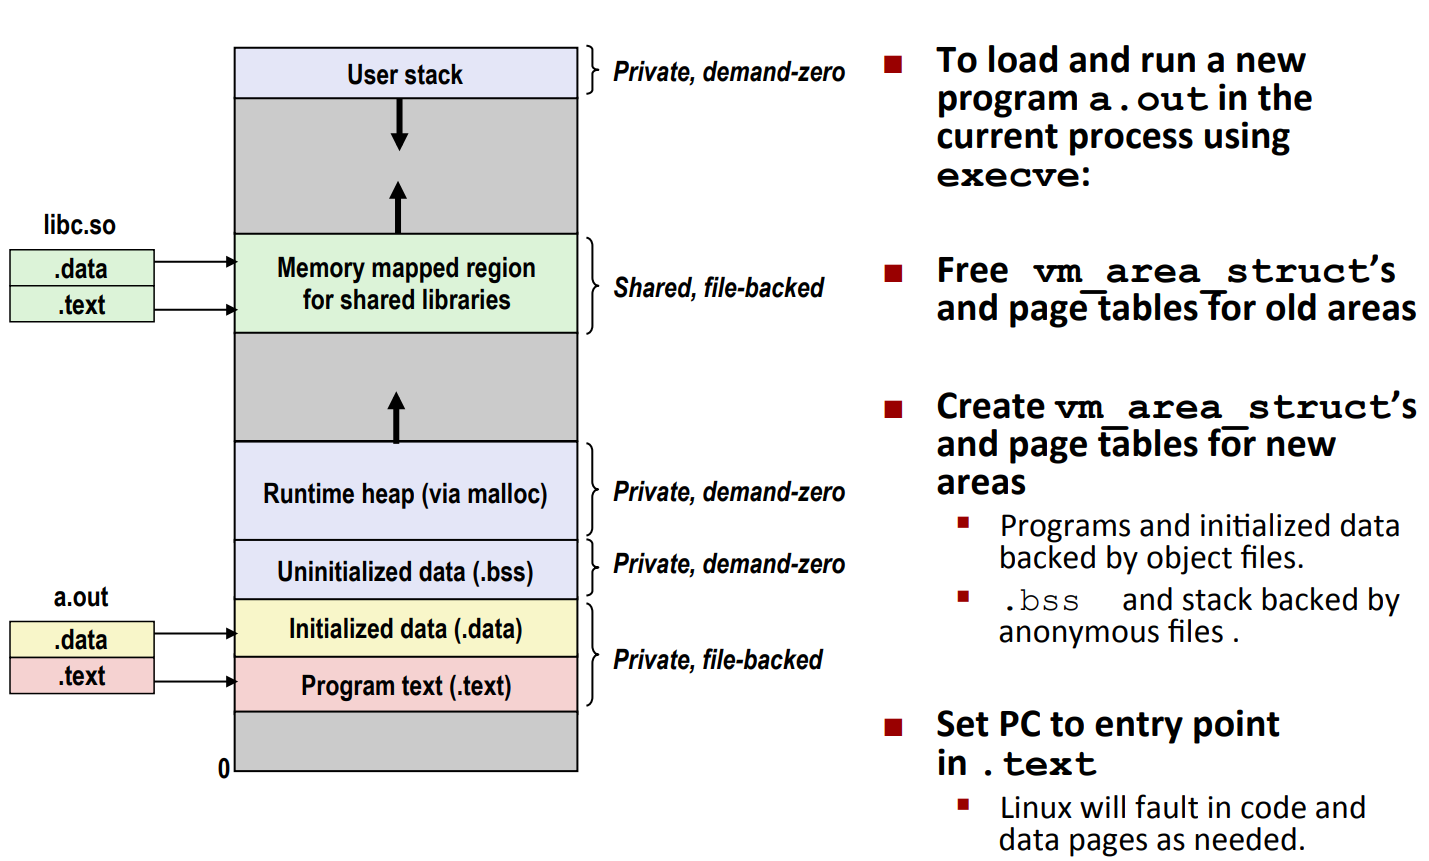 User stack
Private, demand-zero
libc.so
.data
.text
Memory mapped region
for shared libraries
Shared, file-backed
Runtime heap (via malloc)
Private, demand-zero
Uninitialized data (.bss)
Private, demand-zero
a.out
.data
.text
Initialized data (.data)
Program text (.text)
Private, file-backed
0
To load and run a new
program a.out in the
current process using
execve:
Free vm_area_struct’s
and page tables for old areas
Create vm_area_struct’s
and page tables for new
areas
Programs and initialized data
backed by object files.
.bss and stack backed by
anonymous files .
Set PC to entry point
in .text
Linux will fault in code and
data pages as needed.